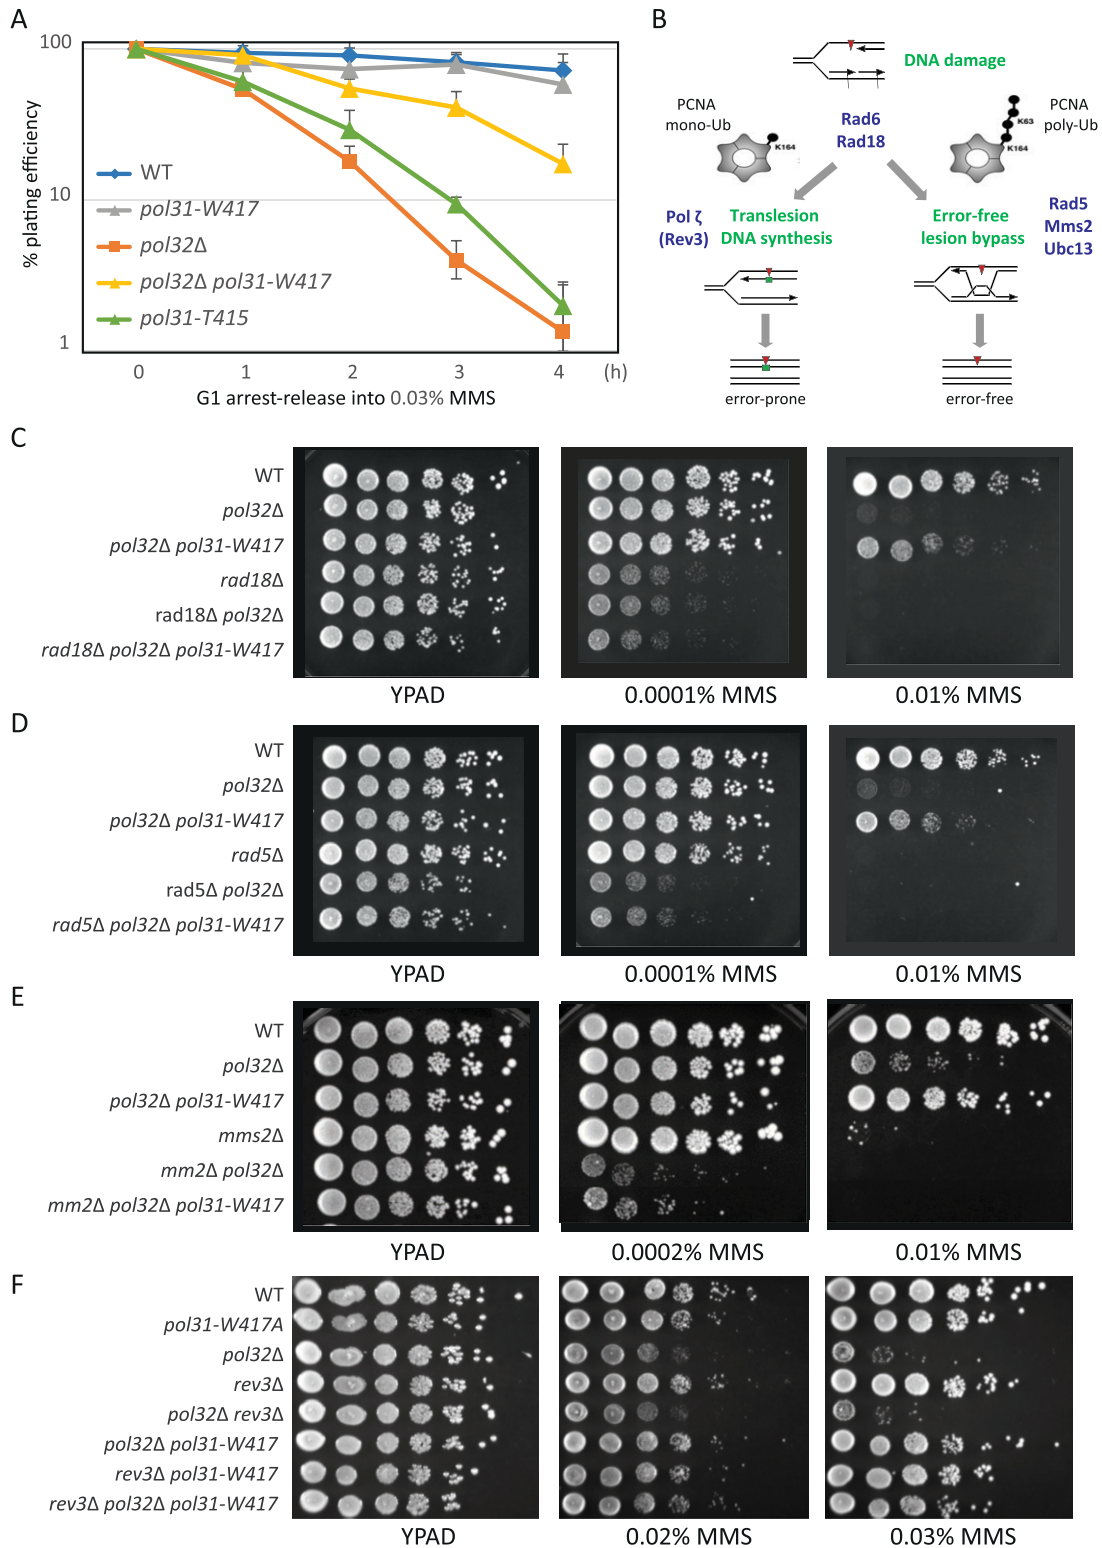 A
100
10
1
% plating efficiency
WT
pol31-W417
pol32Δ
pol32Δ pol31-W417
pol31-T415
0 1 2 3 4 (h)
G1 arrest-release into 0.03% MMS
B
DNA damage
PCNA
mono-Ub
K164
Rad6
Rad18
K63
K164
PCNA
poly-Ub
Pol ζ
(Rev3)
Translesion
DNA synthesis
Error-free
lesion bypass
Rad5
Mms2
Ubc13
error-prone
error-free
C
WT
pol32Δ
pol32Δ pol31-W417
rad18Δ
rad18Δ pol32Δ
rad18Δ pol32Δ pol31-W417
YPAD
0.0001% MMS
0.01% MMS
D
WT
pol32Δ
pol32Δ pol31-W417
rad5Δ
rad5Δ pol32Δ
rad5Δ pol32Δ pol31-W417
YPAD
0.0001% MMS
0.01% MMS
E
WT
pol32Δ
pol32Δ pol31-W417
mms2Δ
mm2Δ pol32Δ
mm2Δ pol32Δ pol31-W417
YPAD
0.0002% MMS
0.01% MMS
F
WT
pol31-W417A
pol32Δ
rev3Δ
pol32Δ rev3Δ
pol32Δ pol31-W417
rev3Δ pol31-W417
rev3Δ pol32Δ pol31-W417
YPAD
0.02% MMS
0.03% MMS